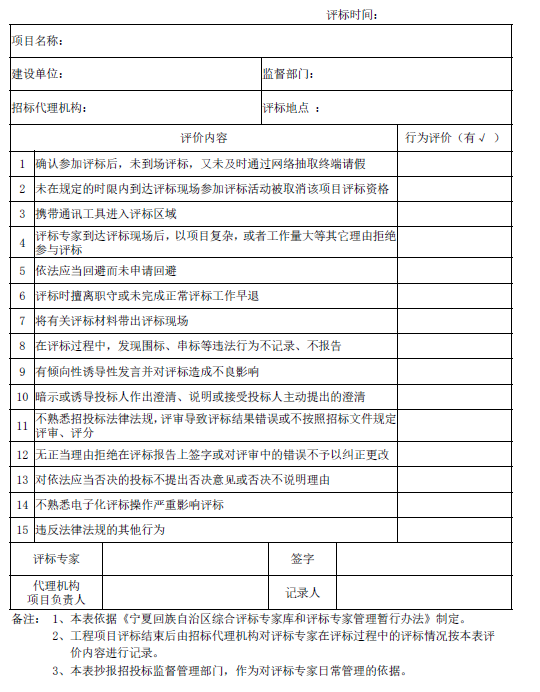 评标时间：
项目名称：
建设单位： 监督部门：
招标代理机构： 评标地点 ：
评价内容 行为评价（有√ ）
1 确认参加评标后，未到场评标，又未及时通过网络抽取终端请假
2 未在规定的时限内到达评标现场参加评标活动被取消该项目评标资格
3 携带通讯工具进入评标区域
4 评标专家到达评标现场后，以项目复杂，或者工作量大等其它理由拒绝
参与评标
5 依法应当回避而未申请回避
6 评标时擅离职守或未完成正常评标工作早退
7 将有关评标材料带出评标现场
8 在评标过程中，发现围标、串标等违法行为不记录、不报告
9 有倾向性诱导性发言并对评标造成不良影响
10 暗示或诱导投标人作出澄清、说明或接受投标人主动提出的澄清
11 不熟悉招投标法律法规，评审导致评标结果错误或不按照招标文件规定
评审、评分
12 无正当理由拒绝在评标报告上签字或对评审中的错误不予以纠正更改
13 对依法应当否决的投标不提出否决意见或否决不说明理由
14 不熟悉电子化评标操作严重影响评标
15 违反法律法规的其他行为
评标专家 签字
代理机构
项目负责人 记录人
备注： 1、本表依据《宁夏回族自治区综合评标专家库和评标专家管理暂行办法》制定。
2、工程项目评标结束后由招标代理机构对评标专家在评标过程中的评标情况按本表评
价内容进行记录。
3、本表抄报招投标监督管理部门，作为对评标专家日常管理的依据。